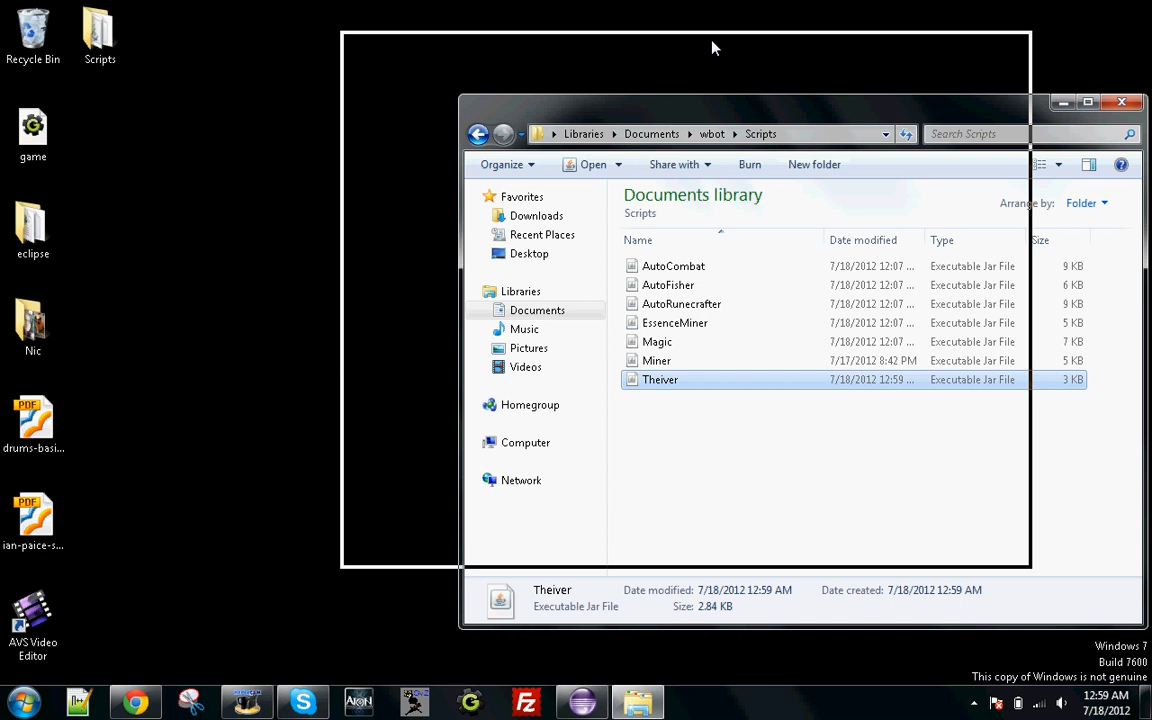 Recycle Bin
Scripts
game
eclipse
Nic
drums-basi...
ian-paice-s...
AVS Video
Editor
Libraries Documents wbot Scripts
Search Scripts
Organize Open Share with Burn New folder
Favorites
Downloads
Recent Places
Desktop
Libraries
Documents
Music
Pictures
Videos
Homegroup
Computer
Network
Documents library
Scripts
Arrange by: Folder
Name Date modified Type Size
AutoCombat 7/18/2012 12:07 ... Executable Jar File 9 KB
AutoFisher 7/18/2012 12:07 ... Executable Jar File 6 KB
AutoRunecrafter 7/18/2012 12:07 ... Executable Jar File 9 KB
EssenceMiner 7/18/2012 12:07 ... Executable Jar File 5 KB
Magic 7/18/2012 12:07 ... Executable Jar File 7 KB
Miner 7/17/2012 8:42 PM Executable Jar File 5 KB
Theiver 7/18/2012 12:59 ... Executable Jar File 3 KB
Theiver Date modified: 7/18/2012 12:59 AM Date created: 7/18/2012 12:59 AM
Executable Jar File Size: 2.84 KB
Windows 7
Build 7600
This copy of Windows is not genuine
AION
12:59 AM
7/18/2012